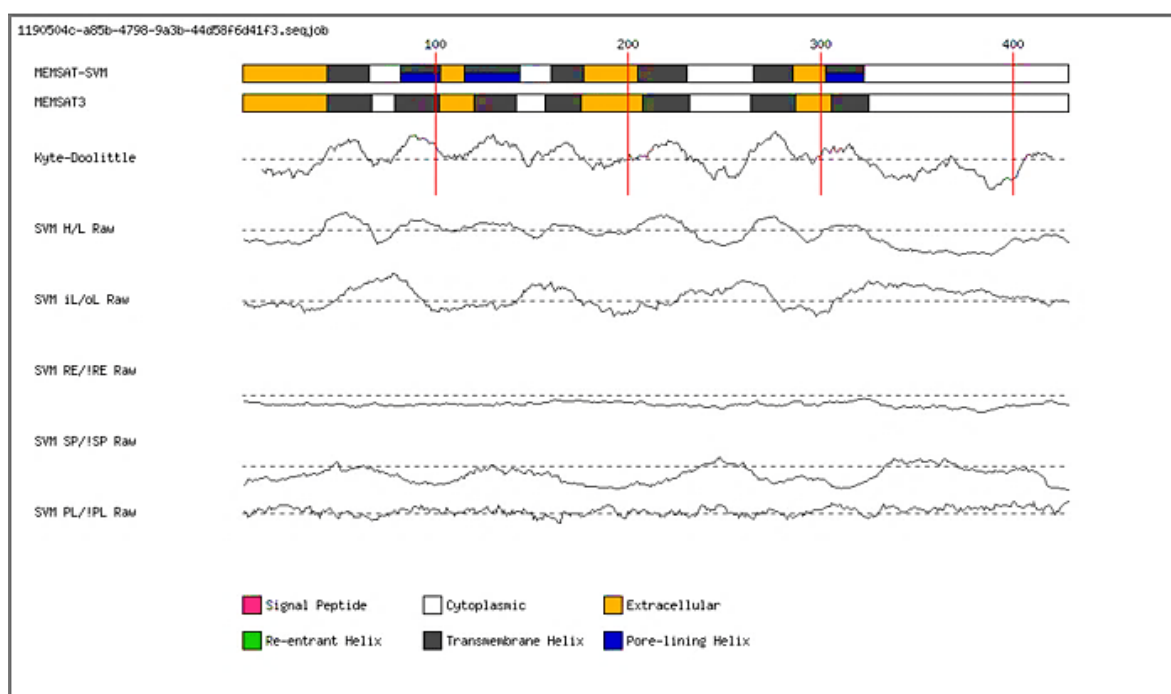 1190504c-a85b-4798-9a3b-44d58f6d41f3.seqjob
100 200 300 400
MEMSAT-SVM
MEMSAT3
Kyte-Doolittle
SVM H/L Raw
SVM iL/oL Raw
SVM RE/!RE Raw
SVM SP/!SP Raw
SVM PL/!PL Raw
Signal Peptide Cytoplasmic Extracellular
Re-entrant Helix Transmembrane Helix Pore-lining Helix